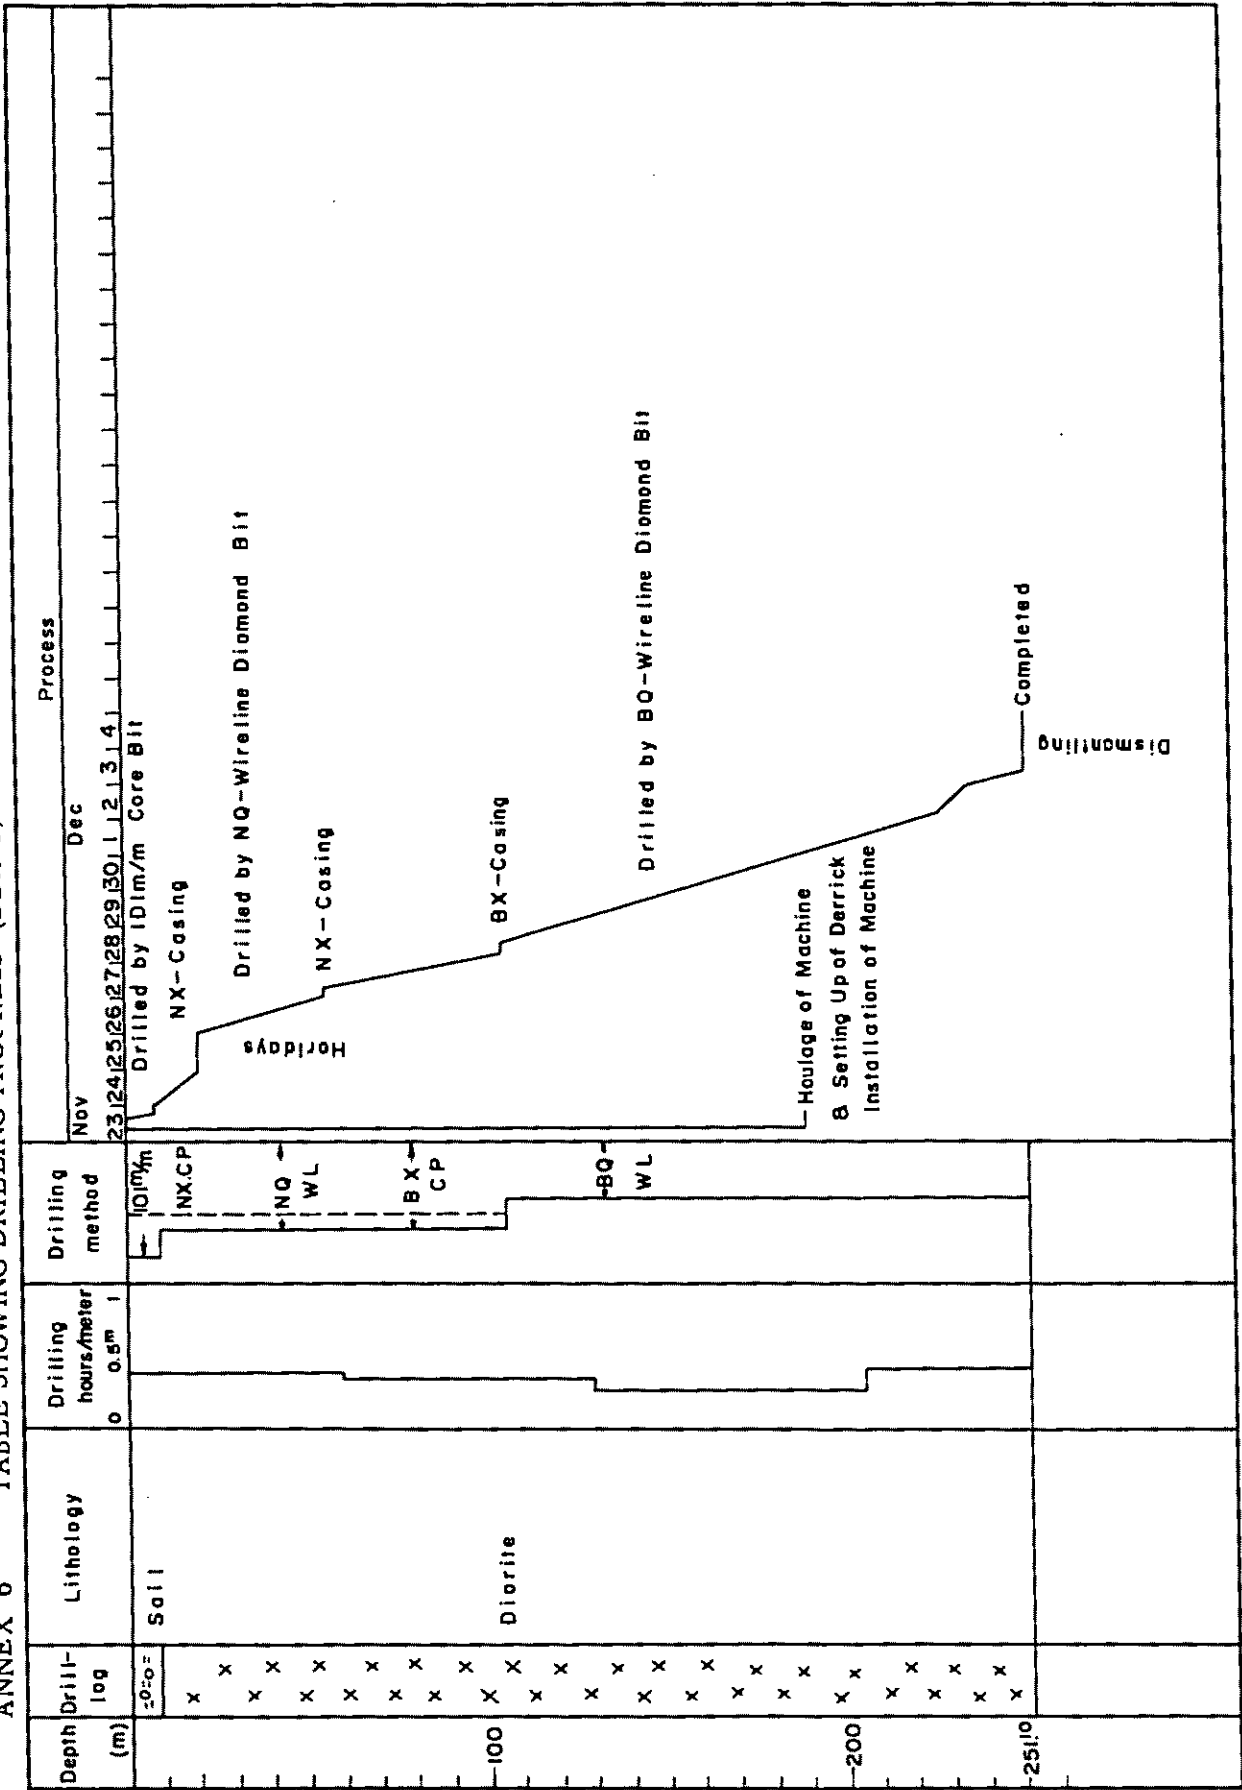 ANNEX 6 TABLE SHOWING DRILLING
Depth
(m)
Drill-
log
Lithology
Drilling
hours/meter
0 0.5m 1
Drilling
method
Process
Nov
Dec
23 24 25 26 27 28 29 30 1 2 3 4
=o=o=
Soil
Diorite
100
200
251.10
101m/m
NX.CP
NQ
WL
BX
CP
BQ
WL
Drilled by 101m/m Core Bit
NX-Casing
Drilled by NQ-Wireline Diamond Bit
Horidays
NX-Casing
BX-Casing
Drilled by BQ-Wireline Diamond Bit
Haulage of Machine
& Setting Up of Derrick
Installation of Machine
Completed
Dismantling